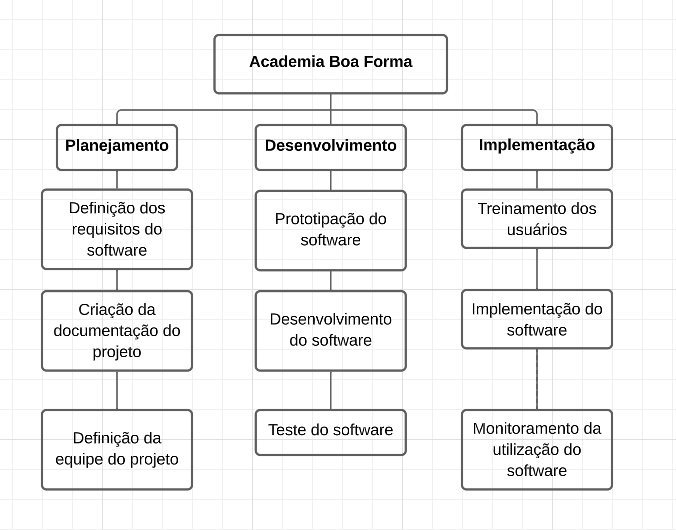 Academia Boa Forma
Planejamento
Desenvolvimento
Implementação
Definição dos
requisitos do
software
Prototipação do
software
Treinamento dos
usuários
Criação da
documentação do
projeto
Desenvolvimento
do software
Implementação do
software
Definição da
equipe do projeto
Teste do software
Monitoramento da
utilização do
software